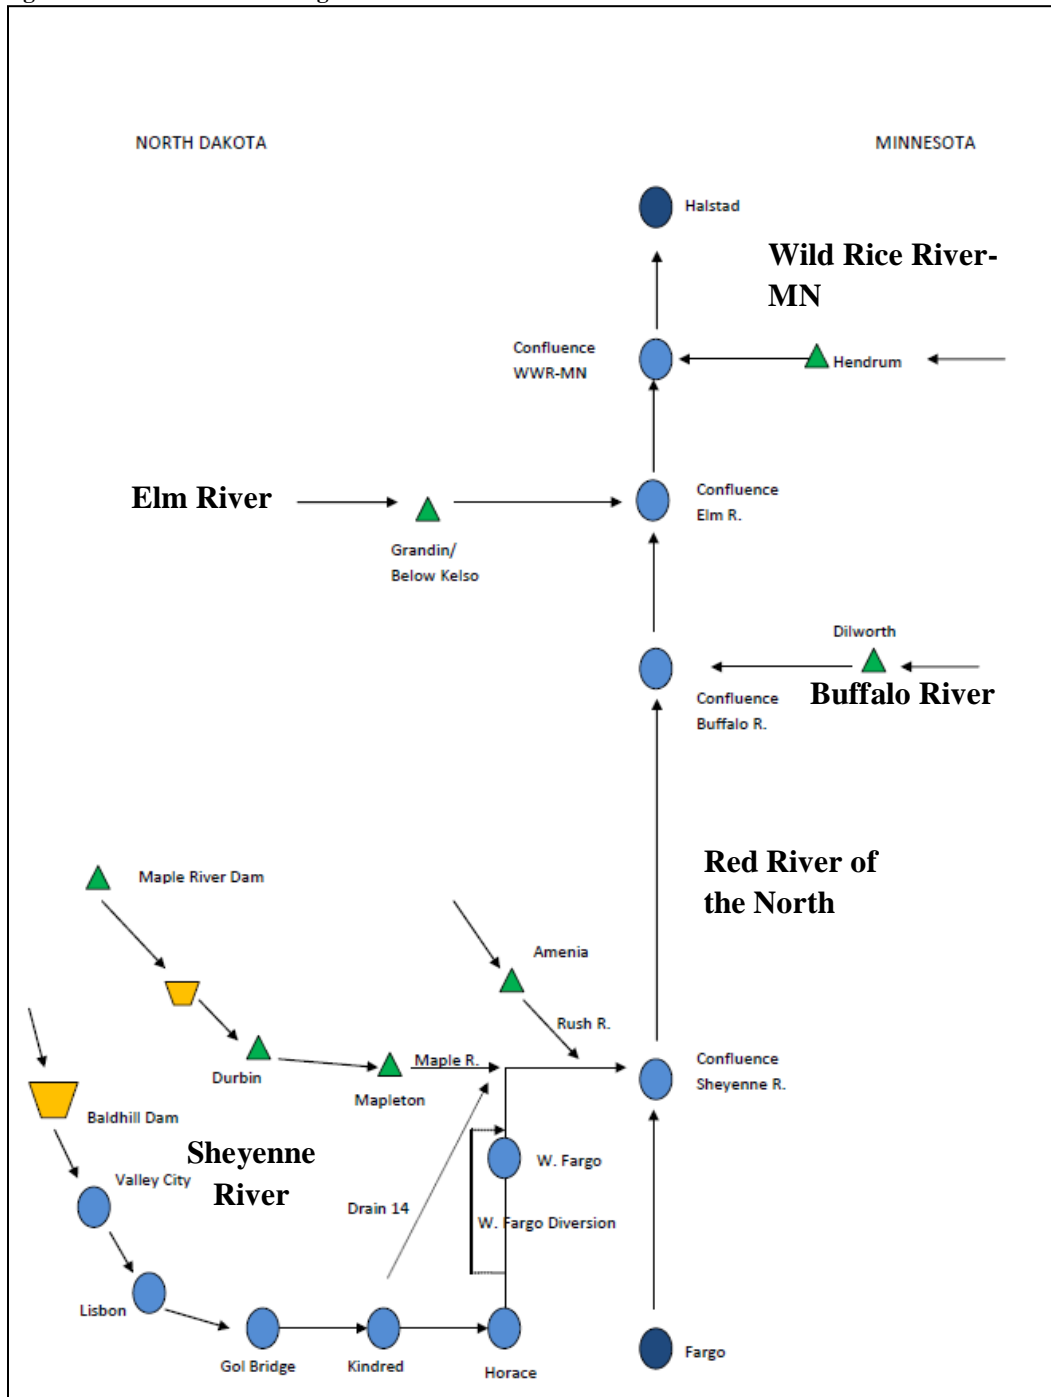 NORTH DAKOTA
MINNESOTA
Halstad
Wild Rice River-
MN
Confluence
WWR-MN
Hendrum
Elm River
Confluence
Elm R.
Grandin/
Below Kelso
Dilworth
Buffalo River
Confluence
Buffalo R.
Red River of
the North
Maple River Dam
Amenia
Rush R.
Durbin
Maple R.
Mapleton
Confluence
Sheyenne R.
Baldhill Dam
Sheyenne
River
Valley City
W. Fargo
Drain 14
W. Fargo Diversion
Lisbon
Gol Bridge
Kindred
Horace
Fargo